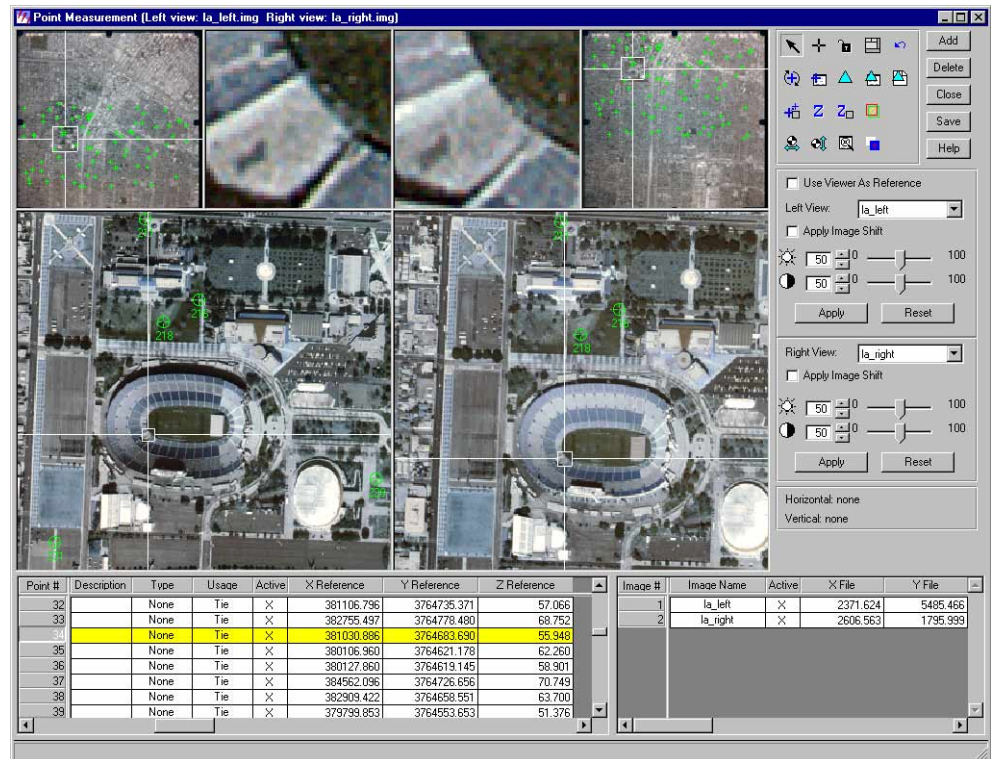 Point Measurement (Left view: la_left.img Right view: la_right.img)
Add
Delete
Close
Save
Help
Z Z
Use Viewer As Reference
Left View: la_left
Apply Image Shift
50 0 100
50 0 100
Apply Reset
Right View: la_right
Apply Image Shift
50 0 100
50 0 100
Apply Reset
Horizontal: none
Vertical: none
218
218
Point # Description Type Usage Active X Reference Y Reference Z Reference
32 None Tie X 381106.796 3764735.371 57.066
33 None Tie X 382755.497 3764778.480 68.752
34 None Tie X 381030.886 3764683.690 55.948
35 None Tie X 380106.960 3764621.178 62.260
36 None Tie X 380127.860 3764619.145 58.901
37 None Tie X 384562.096 3764726.656 70.749
38 None Tie X 382909.422 3764658.551 63.700
39 None Tie X 379799.853 3764553.653 51.376
Image # Image Name Active X File Y File
1 la_left X 2371.624 5485.466
2 la_right X 2606.563 1795.999